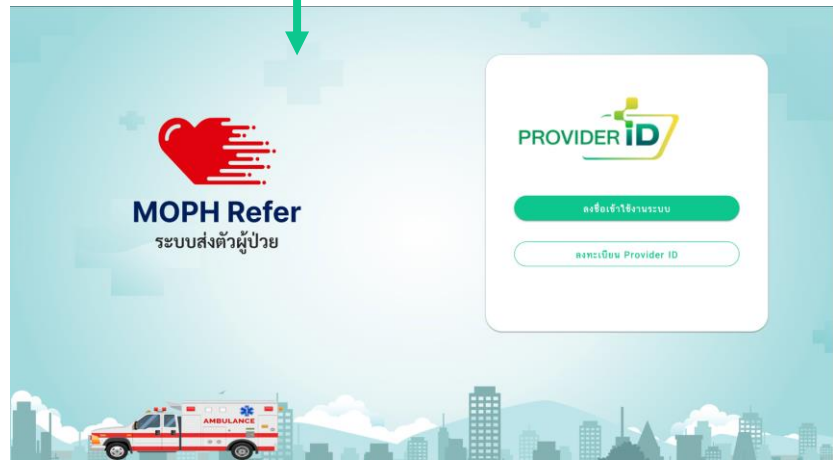 MOPH Refer
ระบบส่งตัวผู้ป่วย
PROVIDER iD
ลงชื่อเข้าใช้งานระบบ
ลงทะเบียน Provider ID
AMBULANCE